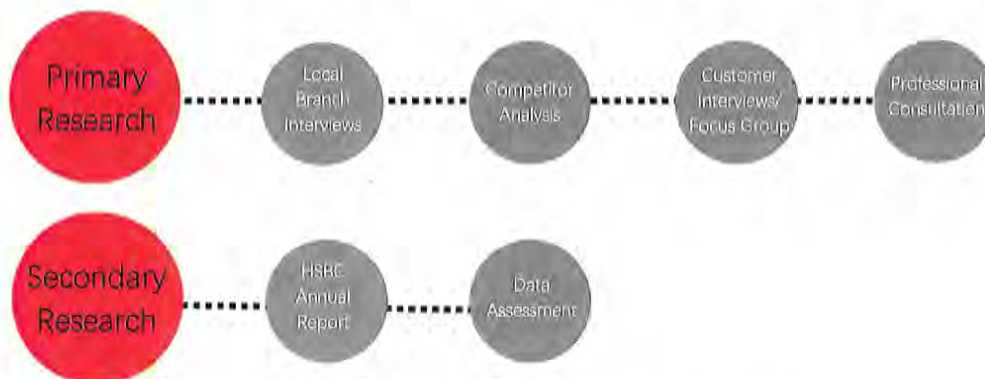 Primary
Research
Local
Branch
Interviews
Competitor
Analysis
Customer
Interviews/
Focus Group
Professional
Consultation
Secondary
Research
HSBC
Annual
Report
Data
Assessment